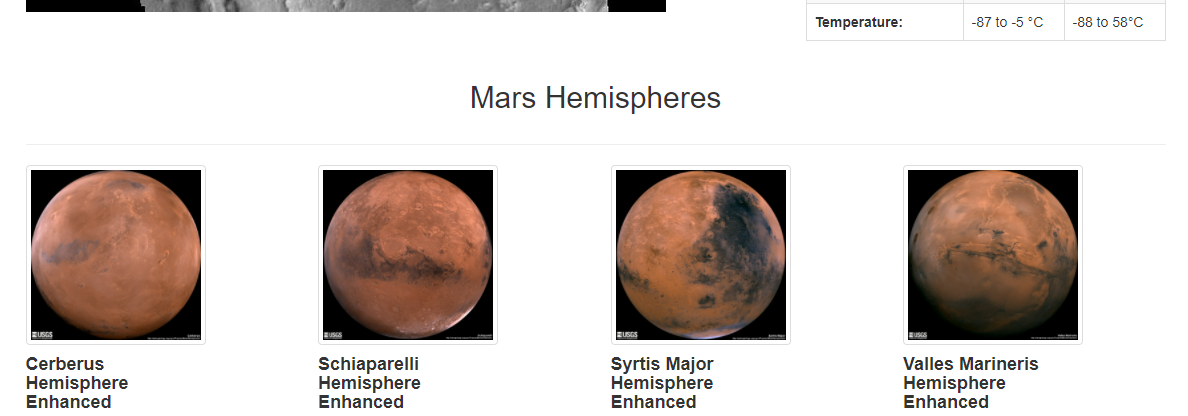 Temperature: -87 to -5 °C -88 to 58°C
Mars Hemispheres
USGS USGS USGS USGS
Cerberus Schiaparelli Syrtis Major Valles Marineris
Hemisphere Hemisphere Hemisphere Hemisphere
Enhanced Enhanced Enhanced Enhanced